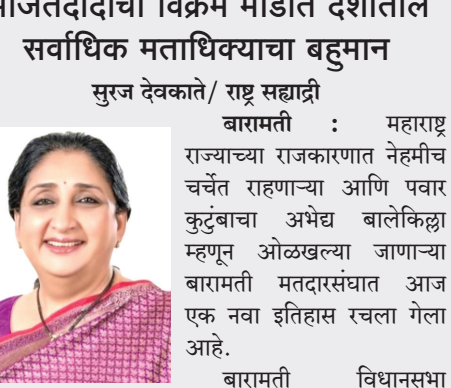 विक्रम मोडीत देशातील
सर्वाधिक मताधिक्याचा बहुमान
सुरज देवकाते/ राष्ट्र सह्याद्री
बारामती : महाराष्ट्र
राज्याच्या राजकारणात नेहमीच
चर्चेत राहणाऱ्या आणि पवार
कुटुंबाचा अभेद्य बालेकिल्ला
म्हणून ओळखल्या जाणाऱ्या
बारामती मतदारसंघात आज
एक नवा इतिहास रचला गेला
आहे.
बारामती विधानसभा